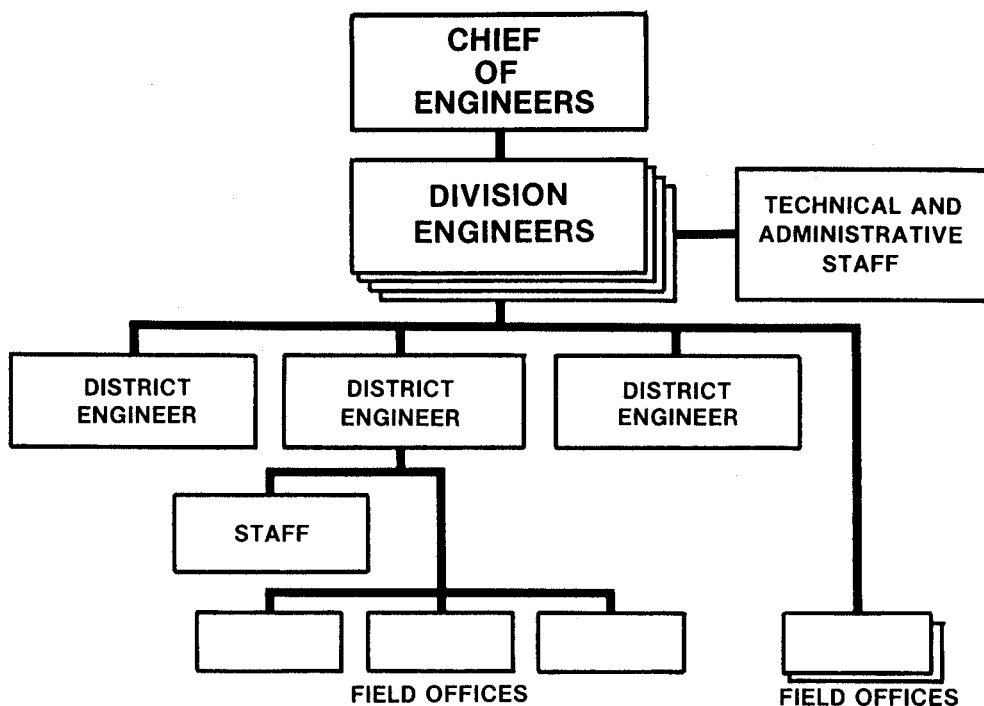 CHIEF
OF
ENGINEERS
DIVISION
ENGINEERS
TECHNICAL AND
ADMINISTRATIVE
STAFF
DISTRICT
ENGINEER
DISTRICT
ENGINEER
DISTRICT
ENGINEER
STAFF
FIELD OFFICES
FIELD OFFICES